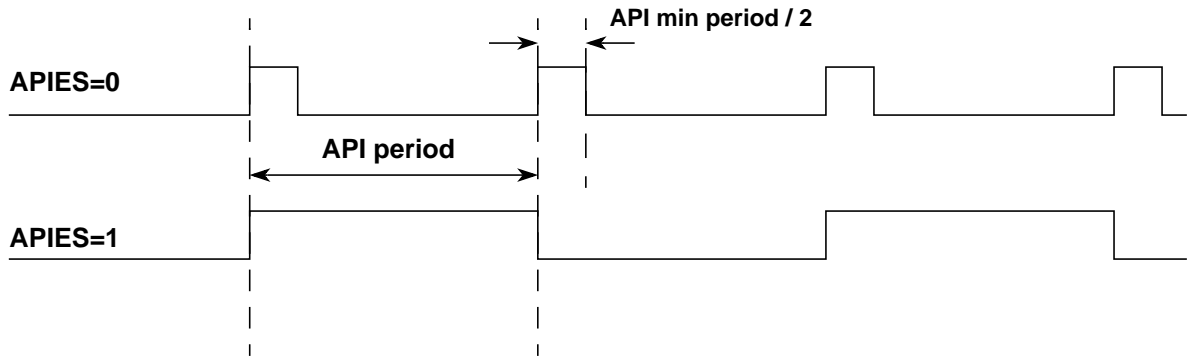 API min period / 2
APIES=0
API period
APIES=1